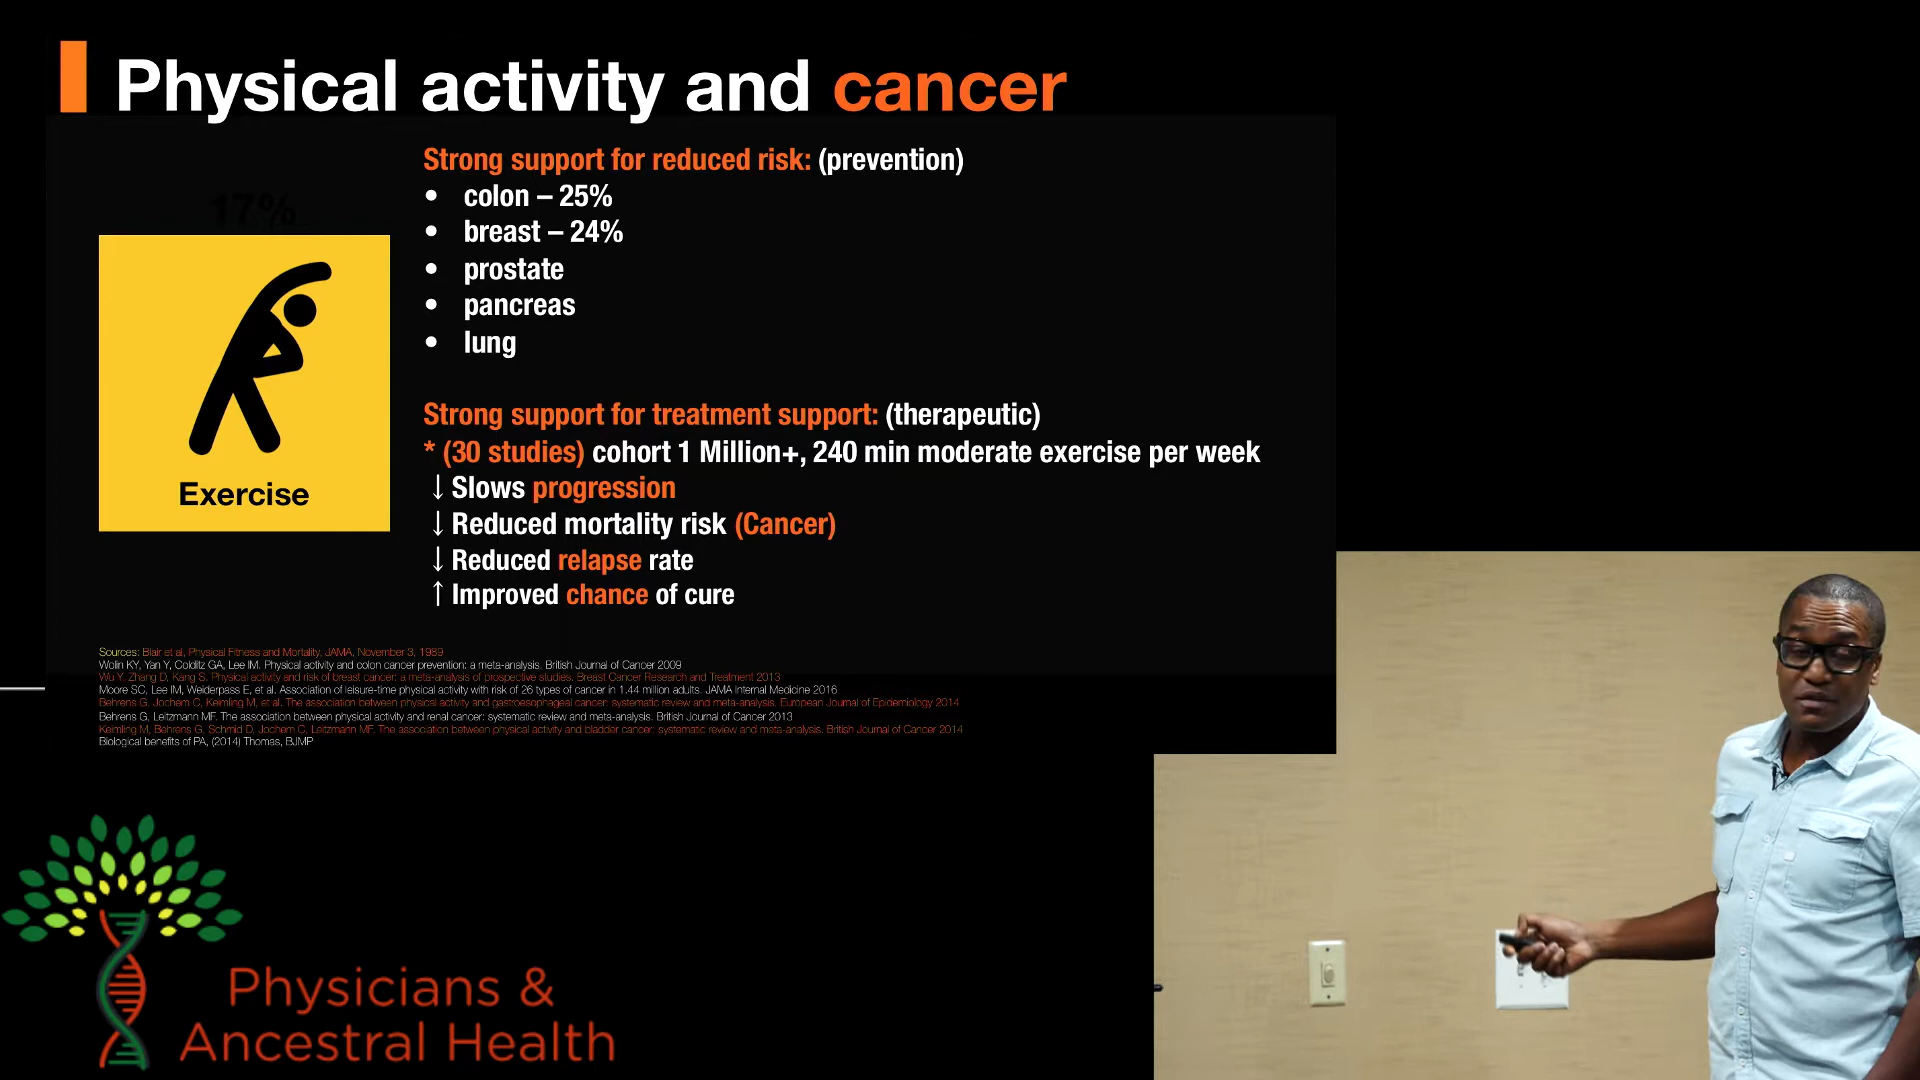 Physical activity and cancer
Strong support for reduced risk: (prevention)
• colon – 25%
• breast – 24%
• prostate
• pancreas
• lung
17%
Exercise
Strong support for treatment support: (therapeutic)
* (30 studies) cohort 1 Million+, 240 min moderate exercise per week
↓ Slows progression
↓ Reduced mortality risk (Cancer)
↓ Reduced relapse rate
↑ Improved chance of cure
Sources: Blair et al, Physical Fitness and Mortality, JAMA, November 3, 1989
Wolin KY, Yan Y, Colditz GA, Lee IM. Physical activity and colon cancer prevention: a meta-analysis. British Journal of Cancer 2009
Wu Y, Zhang D, Kang S. Physical activity and risk of breast cancer: a meta-analysis of prospective studies. Breast Cancer Research and Treatment 2013
Moore SC, Lee IM, Weiderpass E, et al. Association of leisure-time physical activity with risk of 26 types of cancer in 1.44 million adults. JAMA Internal Medicine 2016
Behrens G, Jochem C, Keimling M, et al. The association between physical activity and gastroesophageal cancer: systematic review and meta-analysis. European Journal of Epidemiology 2014
Behrens G, Leitzmann MF. The association between physical activity and renal cancer: systematic review and meta-analysis. British Journal of Cancer 2013
Keimling M, Behrens G, Schmid D, Jochem C, Leitzmann MF. The association between physical activity and bladder cancer: systematic review and meta-analysis. British Journal of Cancer 2014
Biological benefits of PA, (2014) Thomas, BJMP
Physicians &
Ancestral Health